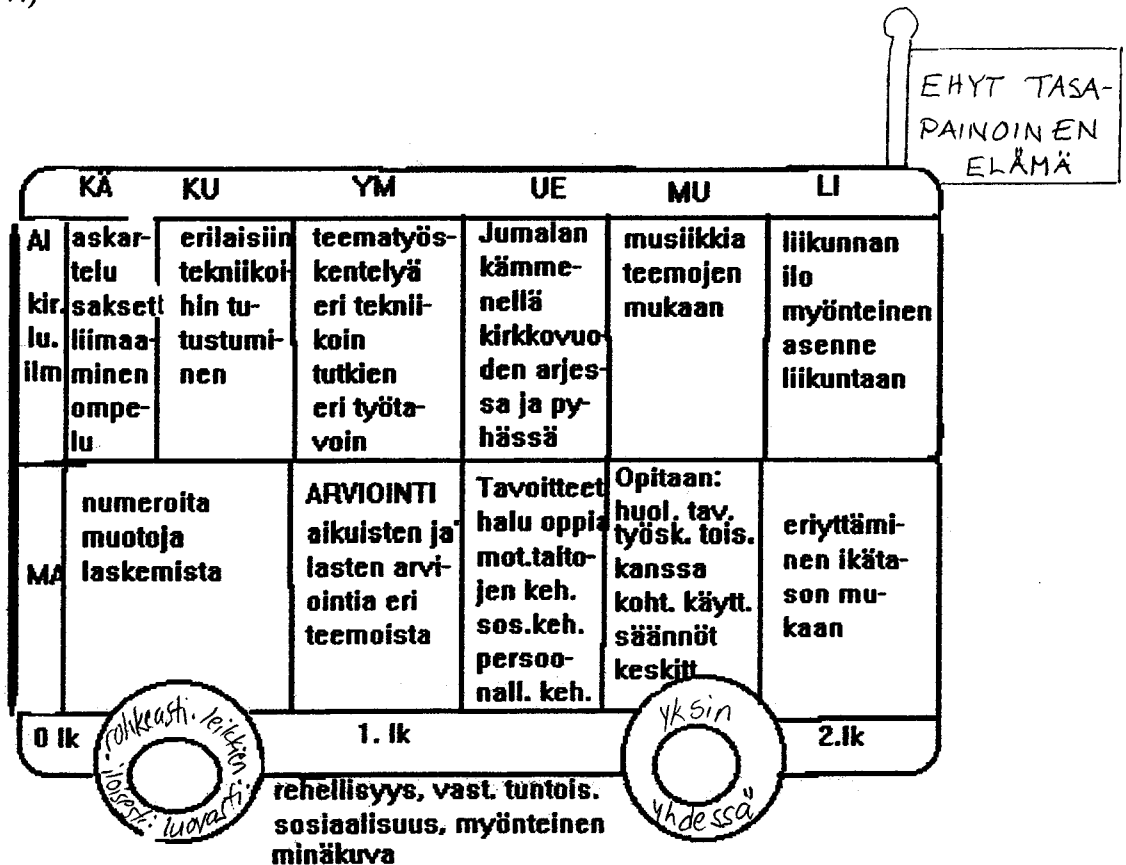 EHYT TASA-
PAINOINEN
ELÄMÄ
KÄ KU YM UE MU LI
AI
kir.
lu.
ilm
askar-
telu
saksett
liimaa-
minen
ompe-
lu
erilaisiin
tekniikoi-
hin tu-
tustumi-
nen
teematyös-
kentelyä
eri teknii-
koin
tutkien
eri työta-
voin
Jumalan
kämme-
nellä
kirkkovuo-
den arjes-
sa ja py-
hässä
musiikkia
teemojen
mukaan
liikunnan
ilo
myönteinen
asenne
liikuntaan
MA
numeroita
muotoja
laskemista
ARVIOINTI
aikuisten ja
lasten arvi-
ointia eri
teemoista
Tavoitteet
halu oppia
mot.taito-
jen keh.
sos.keh.
persoo-
nall. keh.
Opitaan:
huol. tav.
työsk. tois.
kanssa
koht. käytt.
säännöt
keskitt
eriyttämi-
nen ikäta-
son mu-
kaan
0 lk 1. lk 2.lk
rohkeasti. leikkien
iloisesti: luovasti:
yksin
yhdessä
rehellisyys, vast. tuntois.
sosiaalisuus, myönteinen
minäkuva